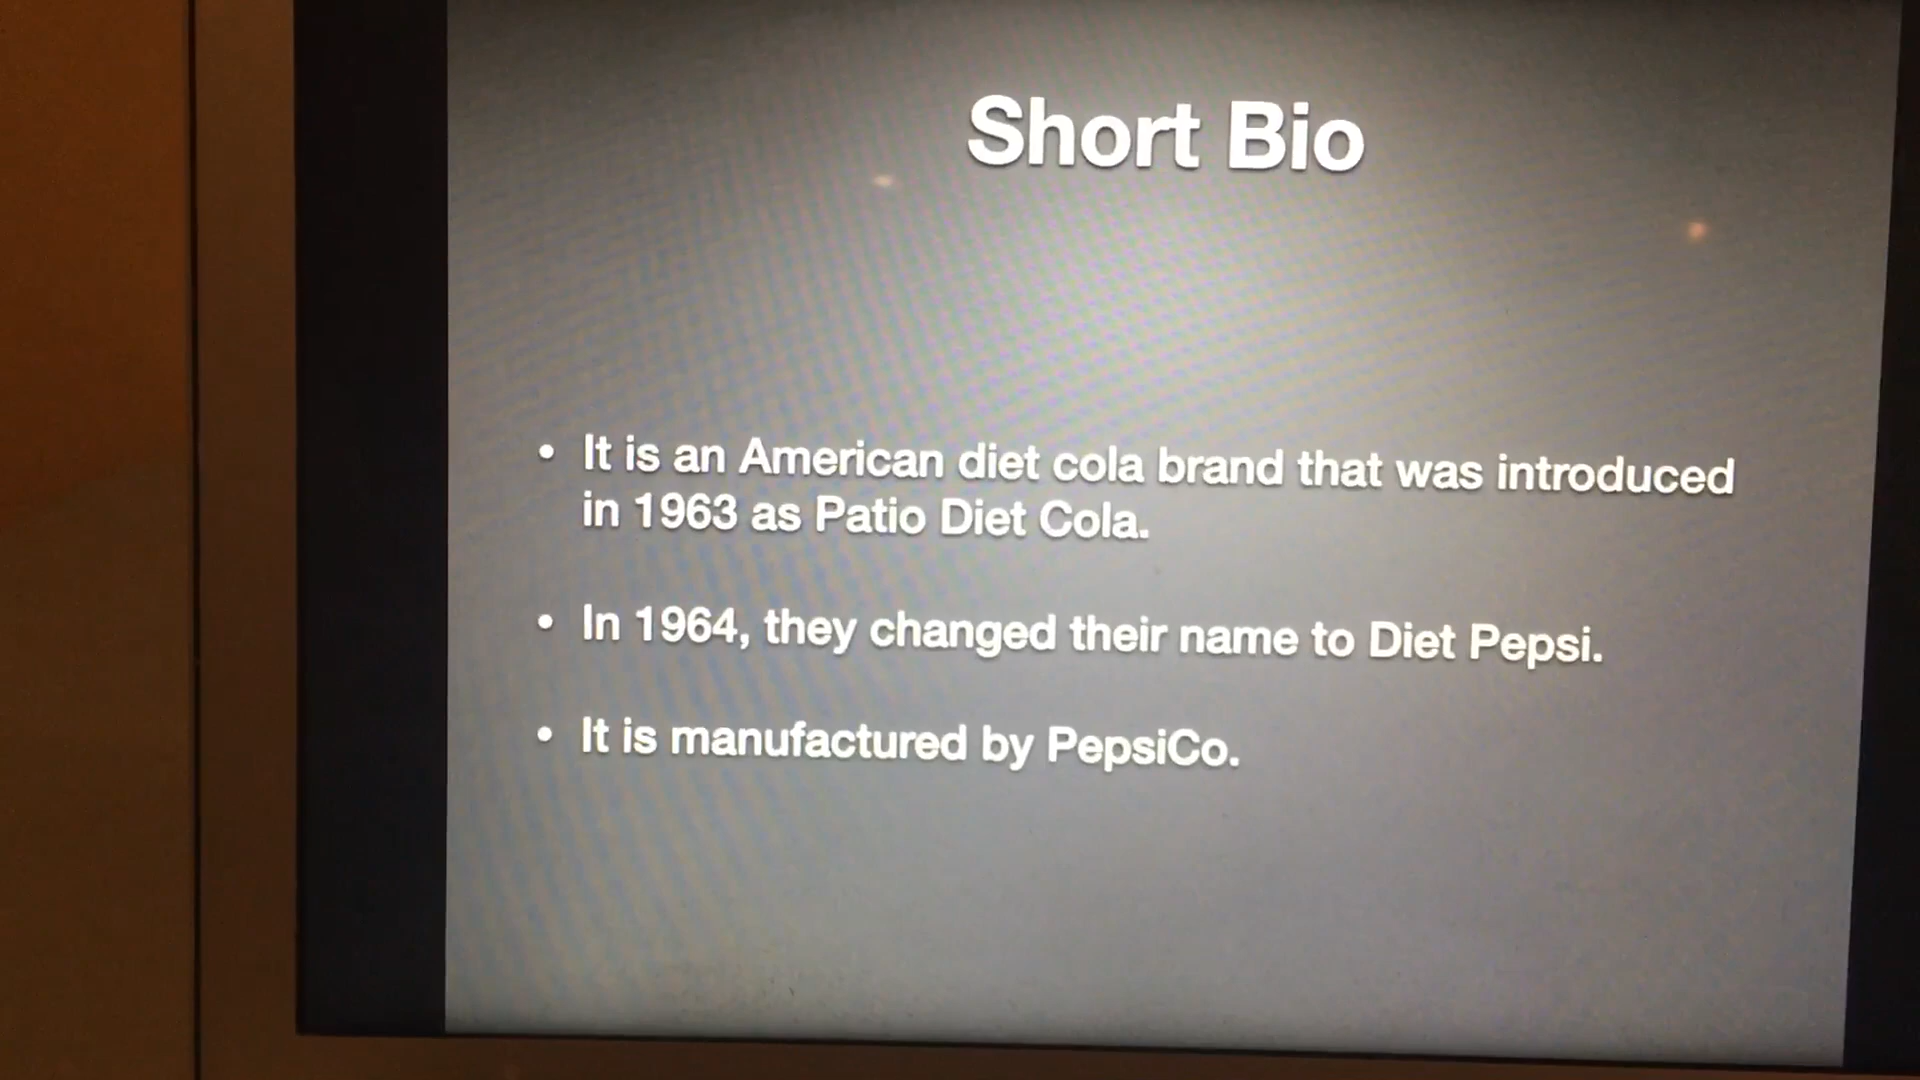 Short Bio
• It is an American diet cola brand that was introduced
in 1963 as Patio Diet Cola.
• In 1964, they changed their name to Diet Pepsi.
• It is manufactured by PepsiCo.